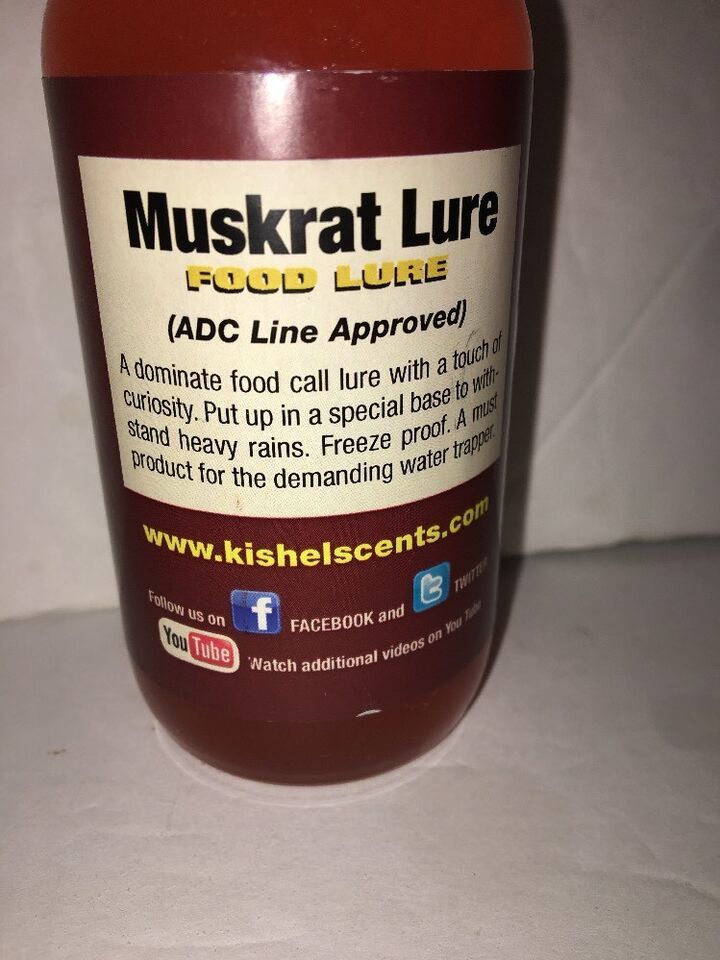 Muskrat Lure
FOOD LURE
(ADC Line Approved)
A dominate food call lure with a touch of
curiosity. Put up in a special base to with-
stand heavy rains. Freeze proof. A must
product for the demanding water trapper.
www.kishelscents.com
Follow us on f FACEBOOK and t TWITTER
YouTube Watch additional videos on You Tube